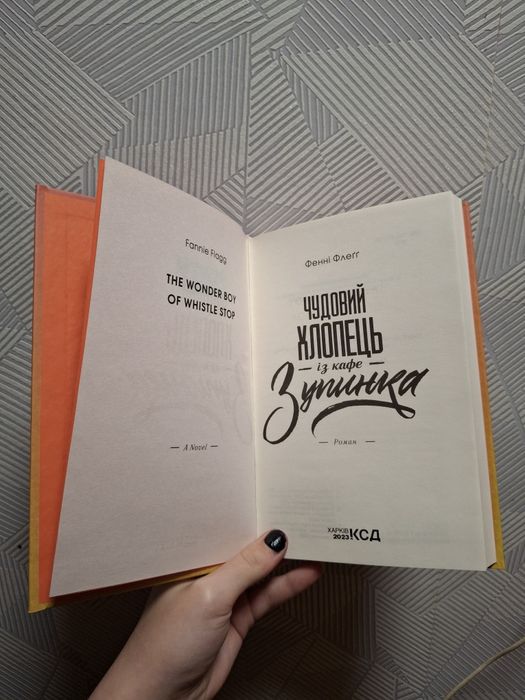 Fannie Flagg
THE WONDER BOY
OF WHISTLE STOP
— A Novel —
Фенні Флеґґ
ЧУДОВИЙ
ХЛОПЕЦЬ
— із кафе —
Зупинка
— Роман —
ХАРКІВ
2023 КСД